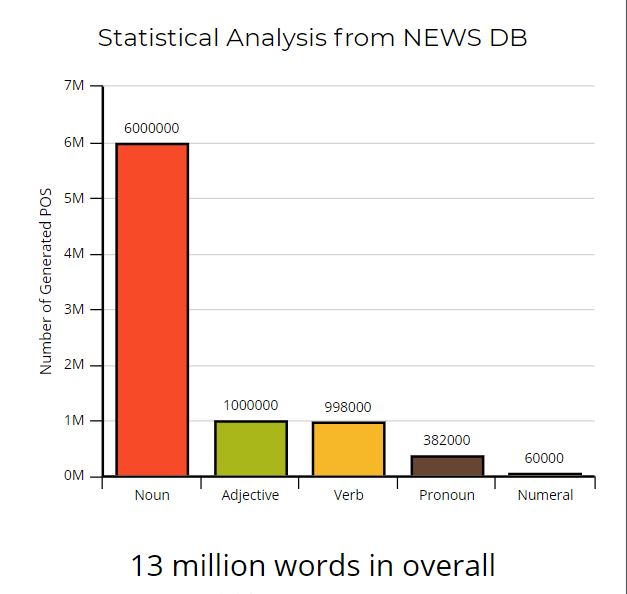 Statistical Analysis from NEWS DB
Number of Generated POS
7M
6M
5M
4M
3M
2M
1M
0M
6000000
1000000
998000
382000
60000
Noun
Adjective
Verb
Pronoun
Numeral
13 million words in overall